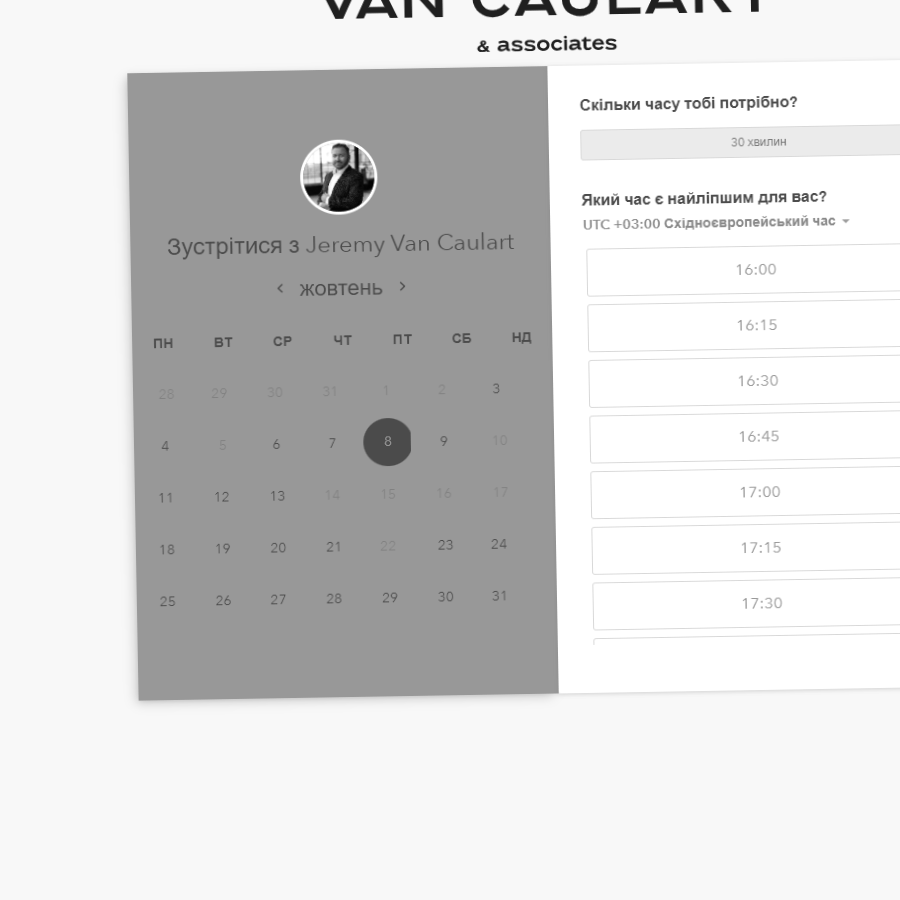 VAN CAULART
& associates
Зустрітися з Jeremy Van Caulart
‹ жовтень ›
ПН ВТ СР ЧТ ПТ СБ НД
28 29 30 31 1 2 3
4 5 6 7 8 9 10
11 12 13 14 15 16 17
18 19 20 21 22 23 24
25 26 27 28 29 30 31
Скільки часу тобі потрібно?
30 хвилин
Який час є найліпшим для вас?
UTC +03:00 Східноєвропейський час
16:00
16:15
16:30
16:45
17:00
17:15
17:30